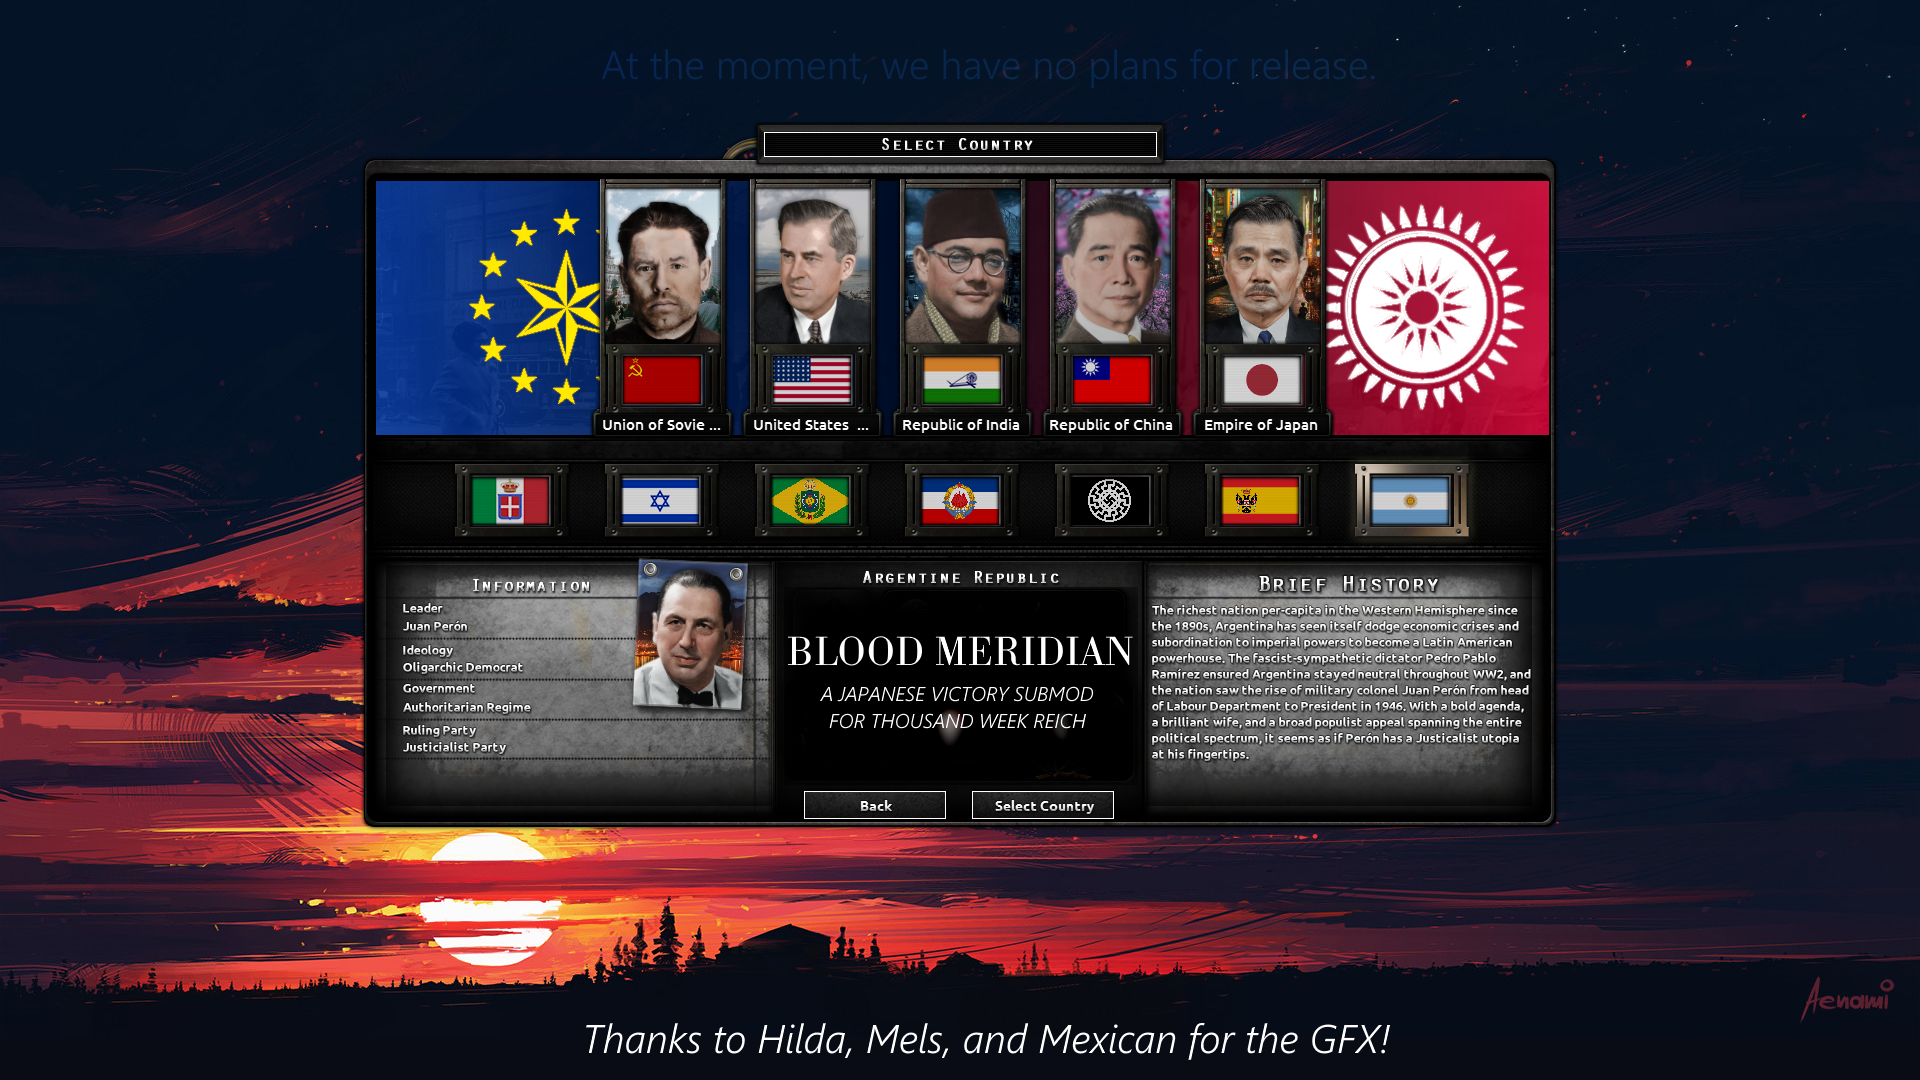 At the moment, we have no plans for release.
Select Country
Union of Sovie ...
United States ...
Republic of India
Republic of China
Empire of Japan
Information
Leader
Juan Perón
Ideology
Oligarchic Democrat
Government
Authoritarian Regime
Ruling Party
Justicialist Party
Argentine Republic
BLOOD MERIDIAN
A JAPANESE VICTORY SUBMOD
FOR THOUSAND WEEK REICH
Back
Select Country
Brief History
The richest nation per-capita in the Western Hemisphere since
the 1890s, Argentina has seen itself dodge economic crises and
subordination to imperial powers to become a Latin American
powerhouse. The fascist-sympathetic dictator Pedro Pablo
Ramírez ensured Argentina stayed neutral throughout WW2, and
the nation saw the rise of military colonel Juan Perón from head
of Labour Department to President in 1946. With a bold agenda,
a brilliant wife, and a broad populist appeal spanning the entire
political spectrum, it seems as if Perón has a Justicalist utopia
at his fingertips.
Aenami
Thanks to Hilda, Mels, and Mexican for the GFX!